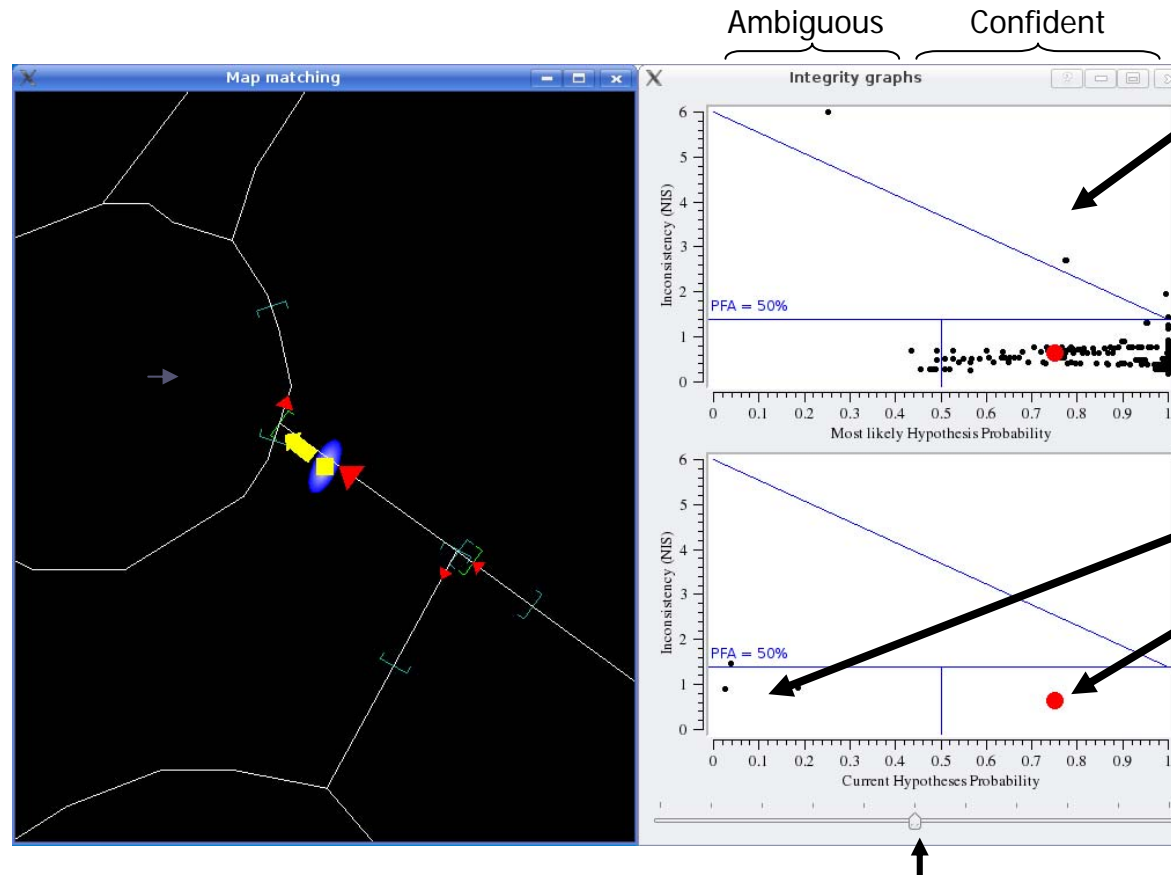 Ambiguous Confident
Map matching
Integrity graphs
?
6
5
4
3
2
1
0
Inconsistency (NIS)
PFA = 50%
0 0.1 0.2 0.3 0.4 0.5 0.6 0.7 0.8 0.9 1
Most likely Hypothesis Probability
6
5
4
3
2
1
0
Inconsistency (NIS)
PFA = 50%
0 0.1 0.2 0.3 0.4 0.5 0.6 0.7 0.8 0.9 1
Current Hypotheses Probability